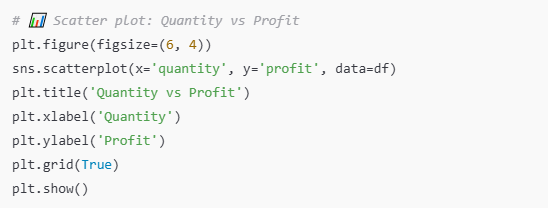 # 📊 Scatter plot: Quantity vs Profit
plt.figure(figsize=(6, 4))
sns.scatterplot(x='quantity', y='profit', data=df)
plt.title('Quantity vs Profit')
plt.xlabel('Quantity')
plt.ylabel('Profit')
plt.grid(True)
plt.show()